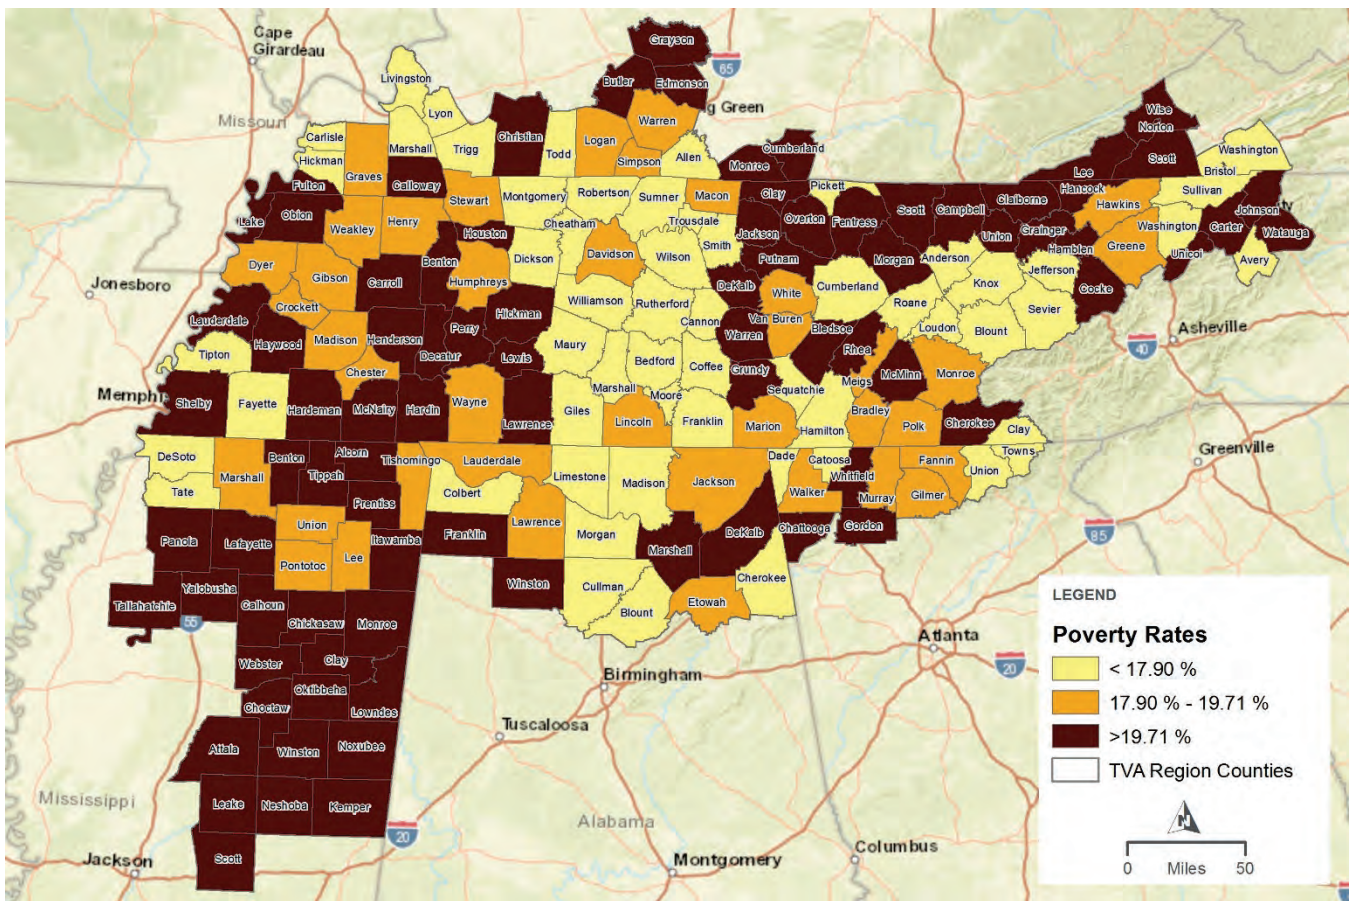 Cape
Girardeau
Grayson
65
Livingston
Butler
Edmonson
Lyon
g Green
Wise
Missouri
Warren
Christian
Norton
Carlisle
Logan
Marshall
Trigg
Todd
Cumberland
Washington
Hickman
Simpson
Allen
Monroe
Scott
Graves
Lee
Bristol
Fulton
Calloway
Montgomery
Robertson
Sumner
Macon
Clay
Pickett
Hancock
Sullivan
Stewart
Claiborne
Lake
Obion
Overton
Fentress
Scott
Campbell
Hawkins
Johnson
Weakley
Henry
Cheatham
Trousdale
Houston
Jackson
Union
Grainger
Washington
Carter
Watauga
Davidson
Smith
Hamblen
Greene
Dyer
Benton
Dickson
Wilson
Putnam
Morgan
Anderson
Jefferson
Unicoi
Avery
Gibson
Carroll
Humphreys
DeKalb
White
Cumberland
Knox
Cocke
Jonesboro
Crockett
Williamson
Rutherford
Roane
Sevier
Lauderdale
Hickman
Perry
Cannon
Van Buren
Bledsoe
Loudon
Blount
Asheville
Haywood
Madison
Henderson
Warren
Rhea
40
Tipton
Decatur
Lewis
Maury
Bedford
Coffee
Grundy
McMinn
Monroe
Chester
Marshall
Moore
Sequatchie
Meigs
Memphi
Shelby
Fayette
Hardeman
McNairy
Hardin
Wayne
Lawrence
Giles
Lincoln
Franklin
Marion
Hamilton
Bradley
Polk
Cherokee
Clay
Greenville
DeSoto
Benton
Alcorn
Tishomingo
Lauderdale
Dade
Catoosa
Fannin
Towns
Marshall
Tippah
Limestone
Madison
Jackson
Whitfield
Union
Tate
Prentiss
Colbert
Walker
Murray
Gilmer
Union
Lawrence
Panola
Lafayette
Lee
Itawamba
Franklin
Morgan
DeKalb
Chattooga
Gordon
85
Pontotoc
Marshall
Yalobusha
Winston
Cullman
Cherokee
Tallahatchie
Calhoun
Etowah
55
Chickasaw
Monroe
Blount
Webster
Clay
Atlanta
20
Choctaw
Oktibbeha
Lowndes
Birmingham
Tuscaloosa
Attala
Winston
Noxubee
Mississippi
Leake
Neshoba
Kemper
Alabama
20
Scott
Jackson
Montgomery
Columbus
LEGEND
Poverty Rates
< 17.90 %
17.90 % - 19.71 %
>19.71 %
TVA Region Counties
N
0 Miles 50